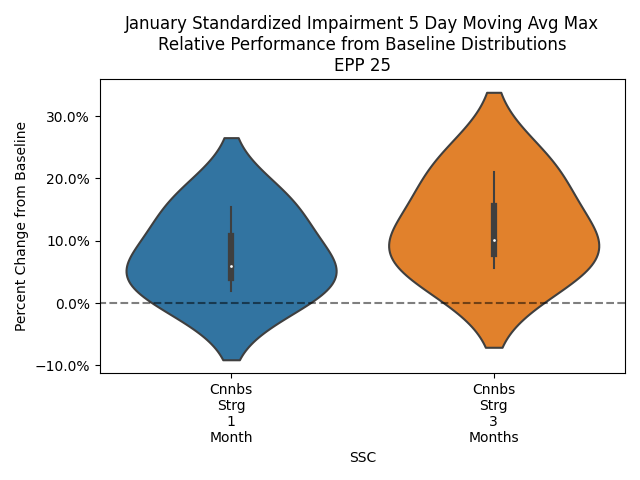 January Standardized Impairment 5 Day Moving Avg Max
Relative Performance from Baseline Distributions
EPP 25
Percent Change from Baseline
30.0%
20.0%
10.0%
0.0%
−10.0%
Cnnbs
Strg
1
Month
Cnnbs
Strg
3
Months
SSC